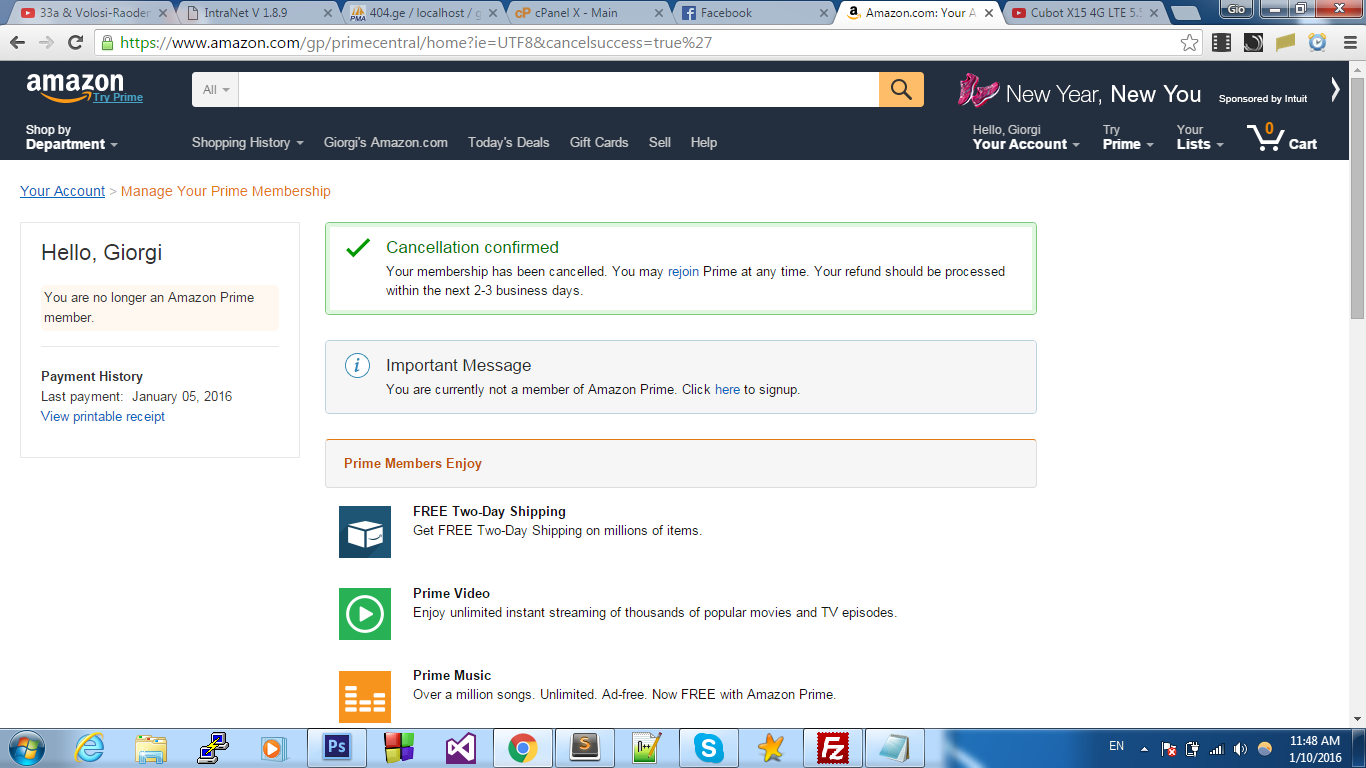 33a & Volosi-Raoder
IntraNet V 1.8.9
404.ge / localhost / g
cPanel X - Main
Facebook
Amazon.com: Your A
Cubot X15 4G LTE 5.5
Gio
https://www.amazon.com/gp/primecentral/home?ie=UTF8&cancelsuccess=true%27
amazon
Try Prime
All
New Year, New You
Sponsored by Intuit
Shop by
Department
Shopping History
Giorgi's Amazon.com
Today's Deals
Gift Cards
Sell
Help
Hello, Giorgi
Your Account
Try
Prime
Your
Lists
0
Cart
Your Account > Manage Your Prime Membership
Hello, Giorgi
You are no longer an Amazon Prime
member.
Payment History
Last payment: January 05, 2016
View printable receipt
Cancellation confirmed
Your membership has been cancelled. You may rejoin Prime at any time. Your refund should be processed
within the next 2-3 business days.
Important Message
You are currently not a member of Amazon Prime. Click here to signup.
Prime Members Enjoy
FREE Two-Day Shipping
Get FREE Two-Day Shipping on millions of items.
Prime Video
Enjoy unlimited instant streaming of thousands of popular movies and TV episodes.
Prime Music
Over a million songs. Unlimited. Ad-free. Now FREE with Amazon Prime.
EN
11:48 AM
1/10/2016